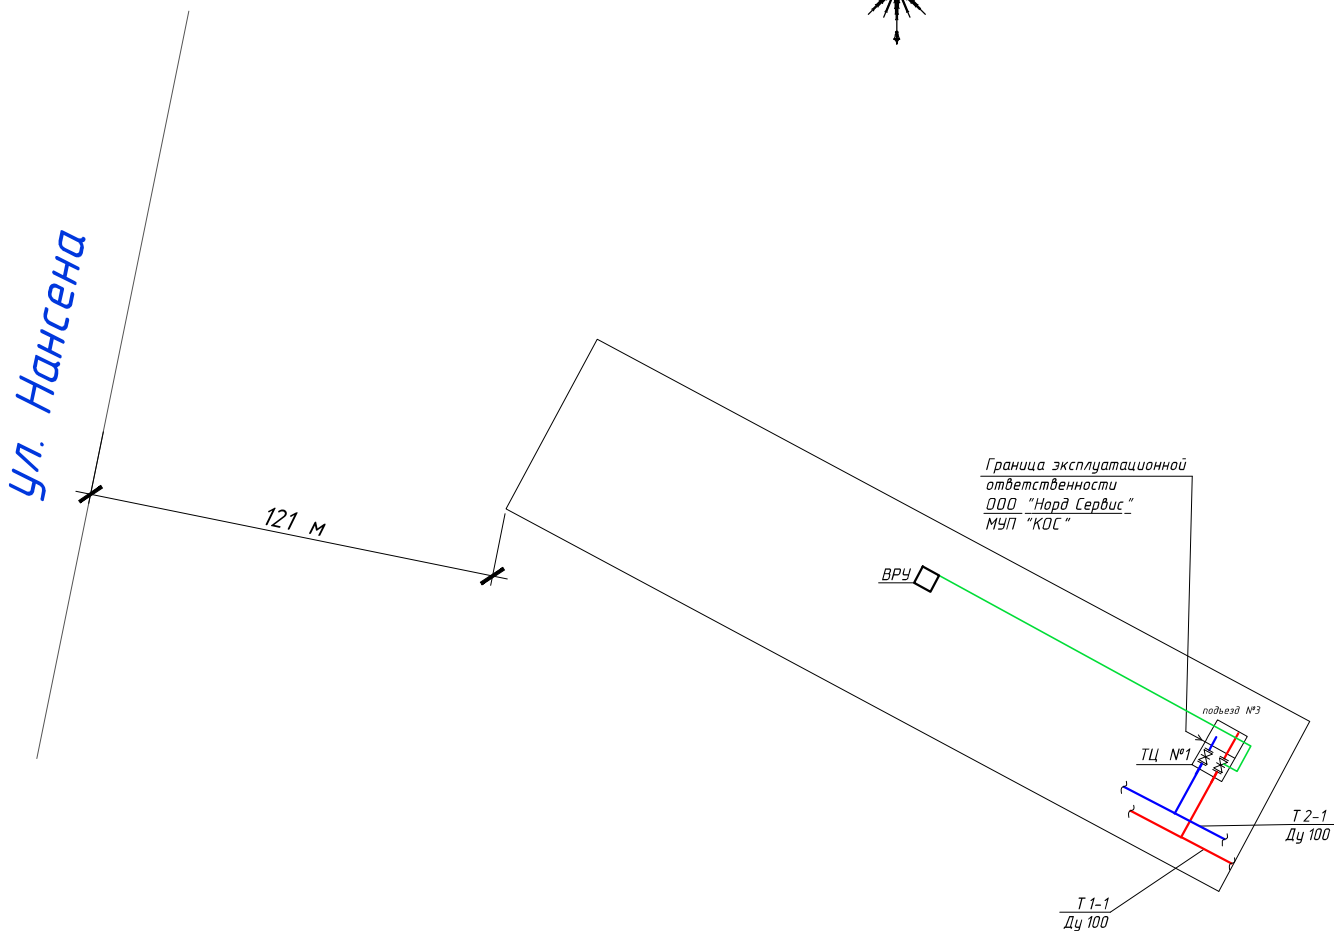 ул. Нансена
121 м
Граница эксплуатационной
ответственности
ООО "Норд Сервис"
МУП "КОС"
ВРУ
подъезд №3
ТЦ №1
Т 2-1
Ду 100
Т 1-1
Ду 100